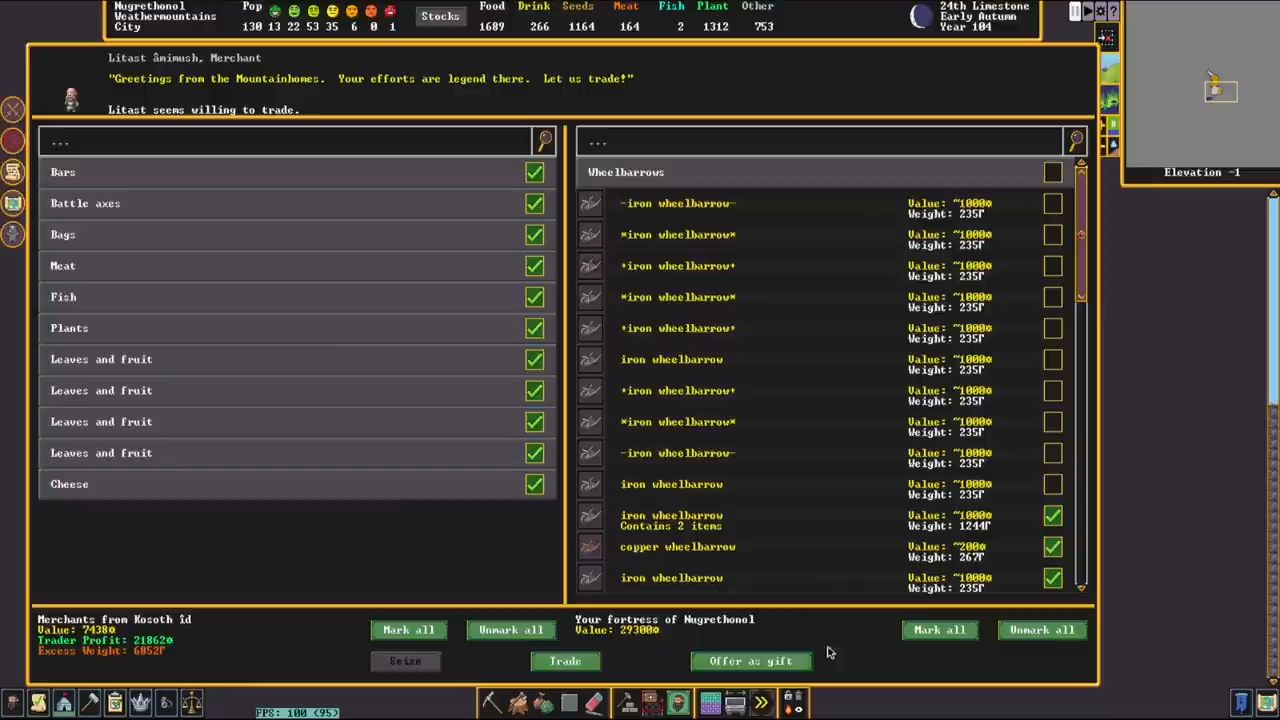 Nugrethonol
Weathermountains
City
Pop
130 13 22 53 35 6 0 1
Stocks
Food Drink Seeds Meat Fish Plant Other
1689 266 1164 164 2 1312 753
24th Limestone
Early Autumn
Year 104
Litast âmimush, Merchant
"Greetings from the Mountainhomes. Your efforts are legend there. Let us trade!"
Litast seems willing to trade.
...
Bars
Battle axes
Bags
Meat
Fish
Plants
Leaves and fruit
Leaves and fruit
Leaves and fruit
Leaves and fruit
Cheese
...
Wheelbarrows
-iron wheelbarrow- Value: ~1000☼
Weight: 235Γ
*iron wheelbarrow* Value: ~1000☼
Weight: 235Γ
+iron wheelbarrow+ Value: ~1000☼
Weight: 235Γ
*iron wheelbarrow* Value: ~1000☼
Weight: 235Γ
+iron wheelbarrow+ Value: ~1000☼
Weight: 235Γ
iron wheelbarrow Value: ~1000☼
Weight: 235Γ
+iron wheelbarrow+ Value: ~1000☼
Weight: 235Γ
*iron wheelbarrow* Value: ~1000☼
Weight: 235Γ
-iron wheelbarrow- Value: ~1000☼
Weight: 235Γ
iron wheelbarrow Value: ~1000☼
Weight: 235Γ
iron wheelbarrow Value: ~1000☼
Contains 2 items Weight: 1244Γ
copper wheelbarrow Value: ~200☼
Weight: 267Γ
iron wheelbarrow Value: ~1000☼
Weight: 235Γ
Merchants from Kosoth îd
Value: 7438☼
Trader Profit: 21862☼
Excess Weight: 6852Γ
Mark all
Unmark all
Seize
Trade
Your fortress of Nugrethonol
Value: 29300☼
Mark all
Unmark all
Offer as gift
Elevation -1
FPS: 100 (95)